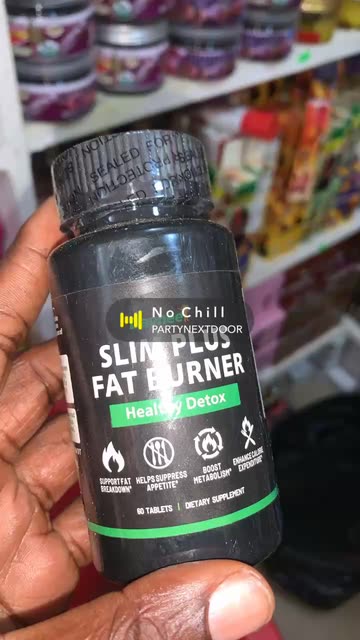 SEALED FOR
No Chill
PARTYNEXTDOOR
SLIM PLUS
FAT BURNER
Healthy Detox
SUPPORT FAT
BREAKDOWN*
HELPS SUPPRESS
APPETITE*
BOOST
METABOLISM*
ENHANCE CALORIE
EXPENDITURE*
60 TABLETS | DIETARY SUPPLEMENT